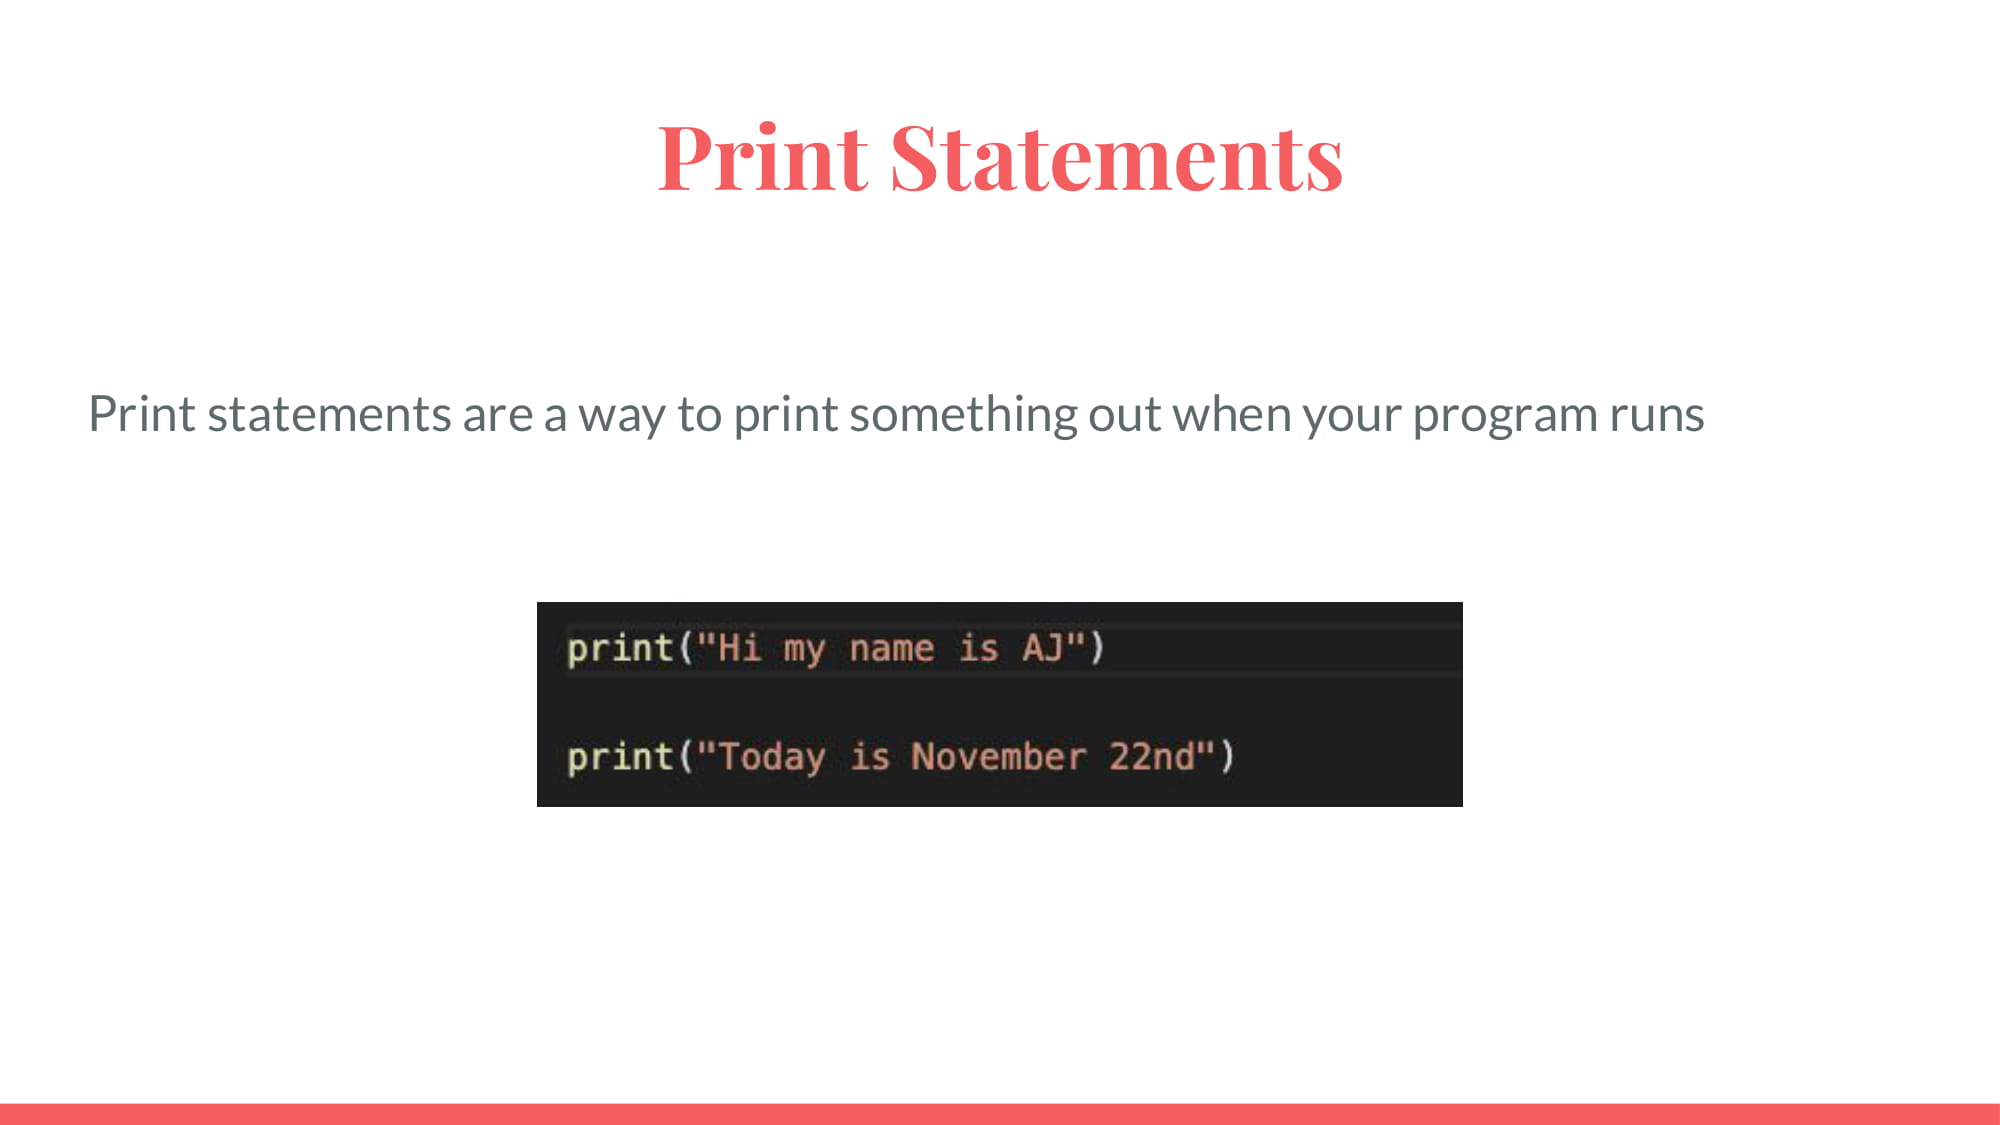 Print Statements
Print statements are a way to print something out when your program runs
print("Hi my name is AJ")
print("Today is November 22nd")